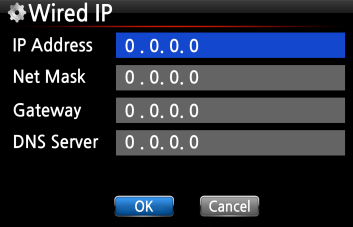 Wired IP
IP Address 0 . 0. 0. 0
Net Mask 0 . 0. 0. 0
Gateway 0 . 0. 0. 0
DNS Server 0 . 0. 0. 0
OK Cancel